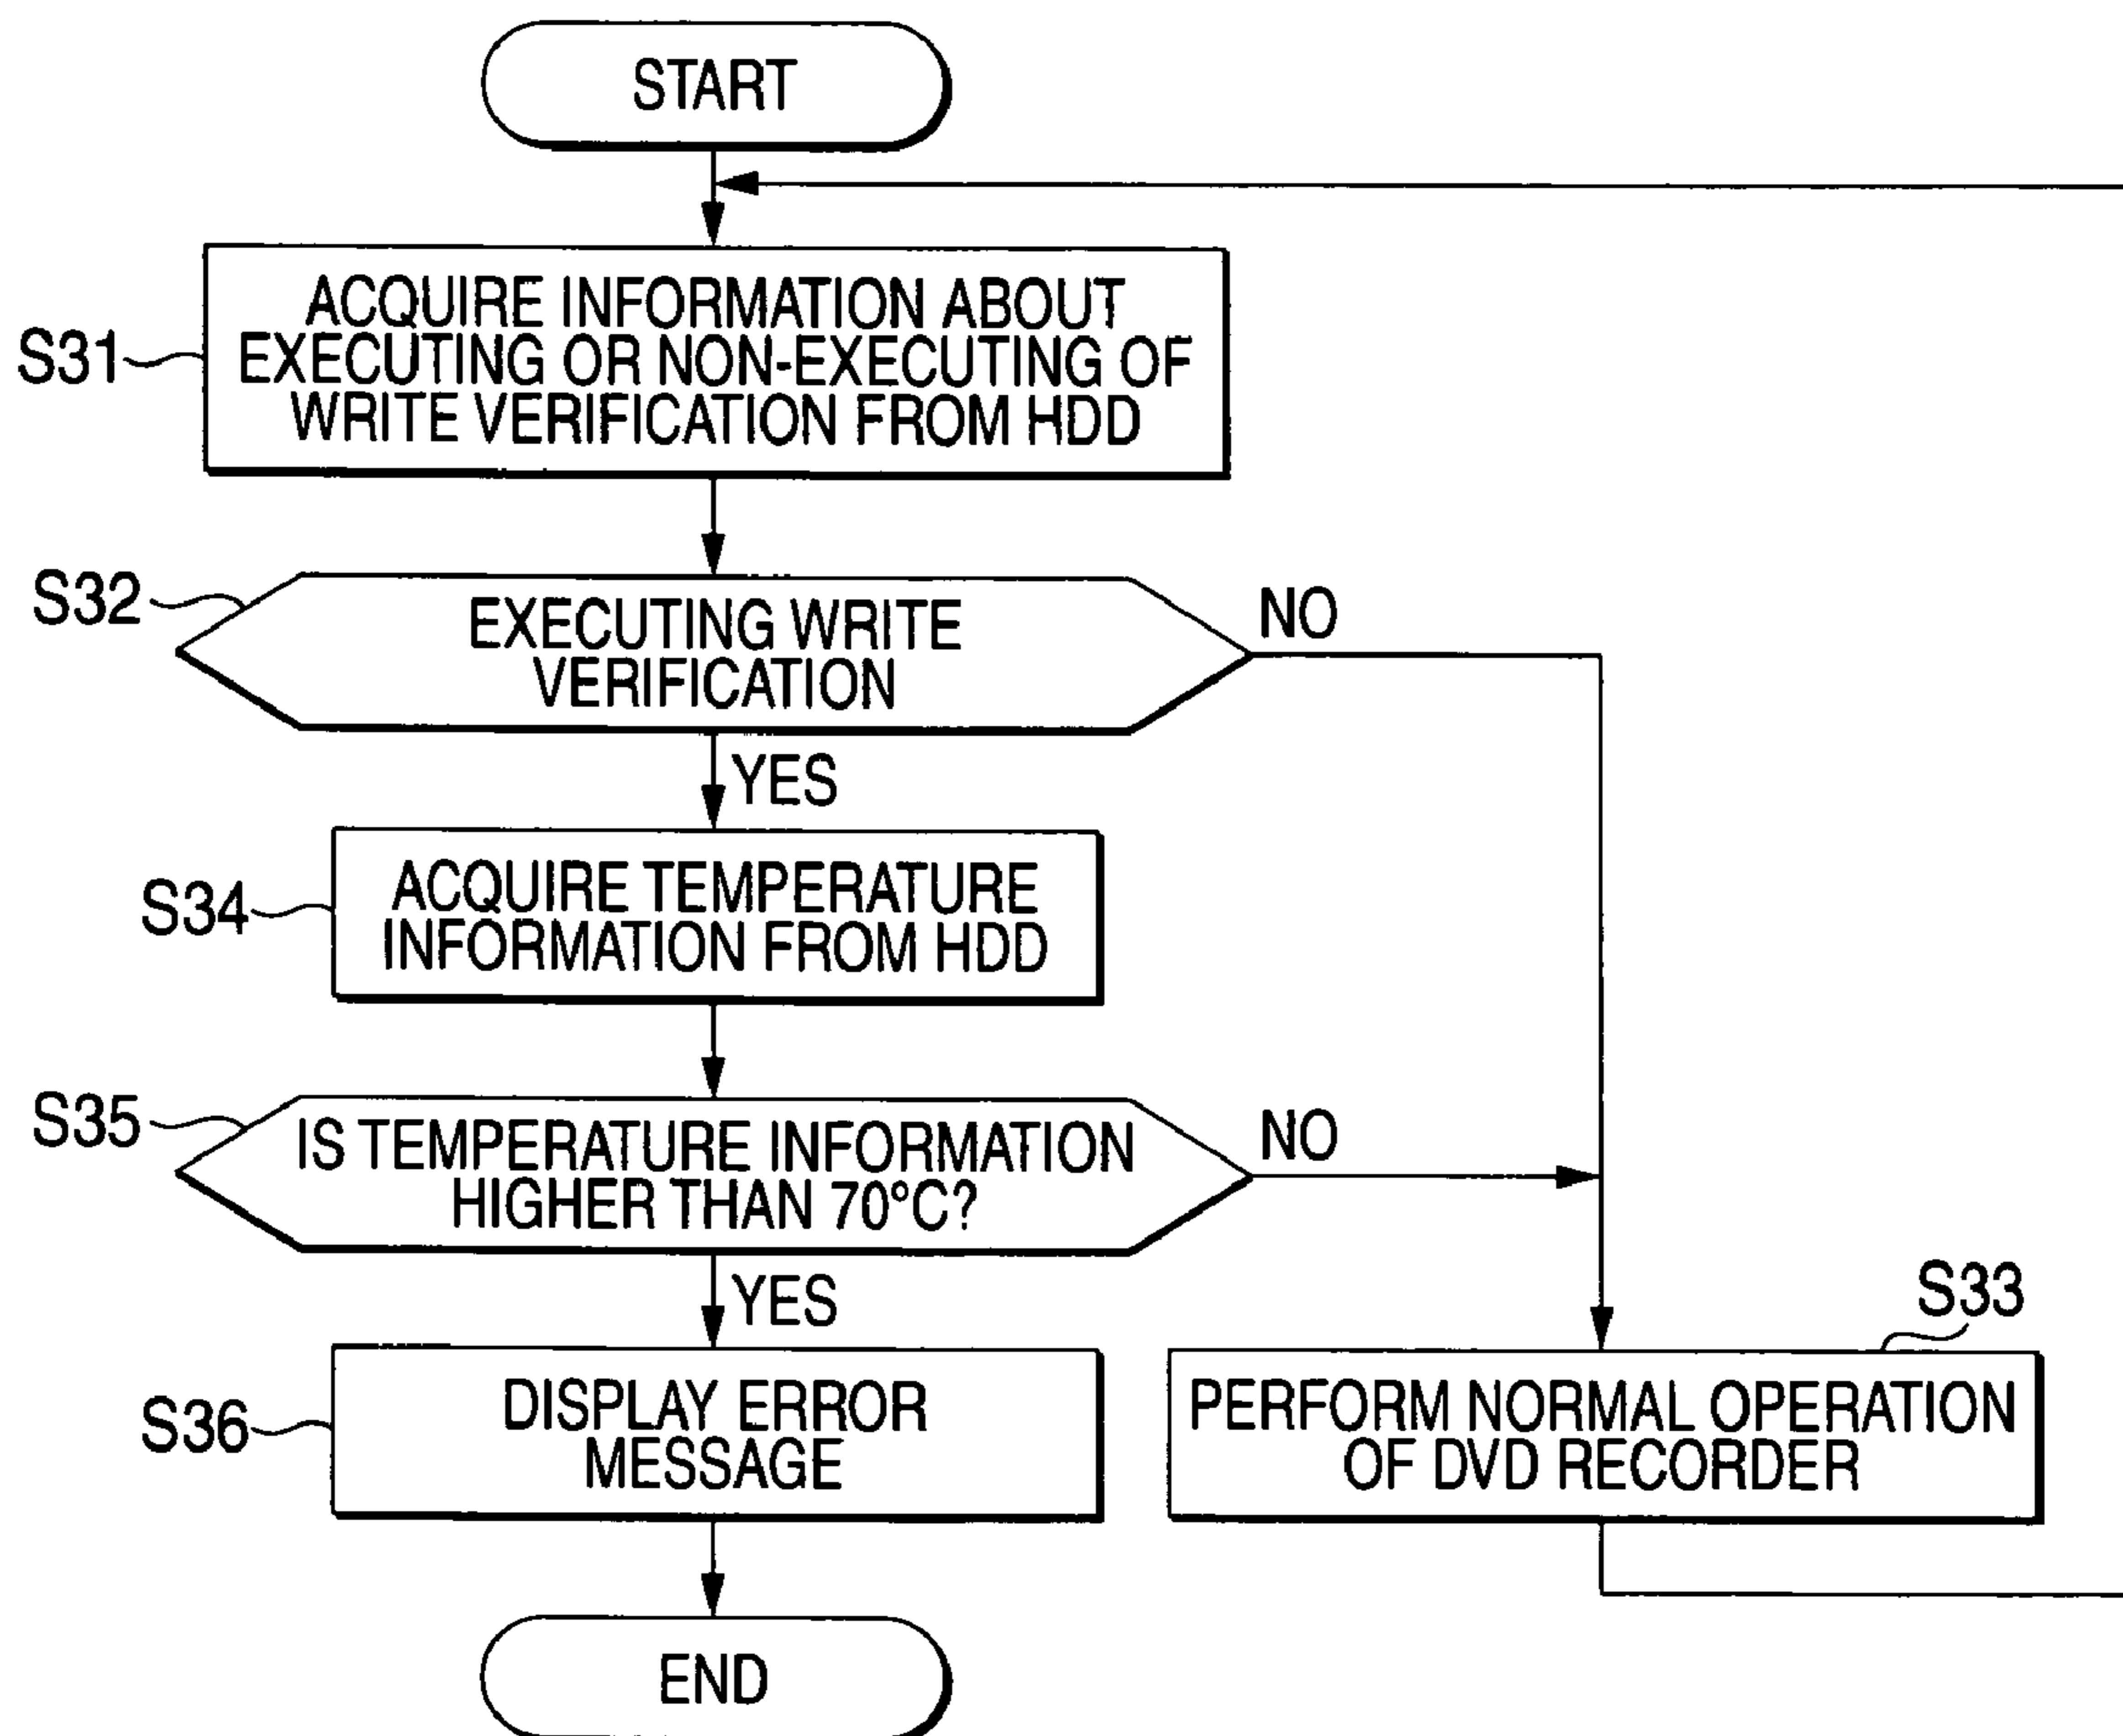 START
S31
ACQUIRE INFORMATION ABOUT
EXECUTING OR NON-EXECUTING OF
WRITE VERIFICATION FROM HDD
S32
EXECUTING WRITE
VERIFICATION
NO
YES
S34
ACQUIRE TEMPERATURE
INFORMATION FROM HDD
S35
IS TEMPERATURE INFORMATION
HIGHER THAN 70°C?
NO
YES
S33
S36
DISPLAY ERROR
MESSAGE
PERFORM NORMAL OPERATION
OF DVD RECORDER
END